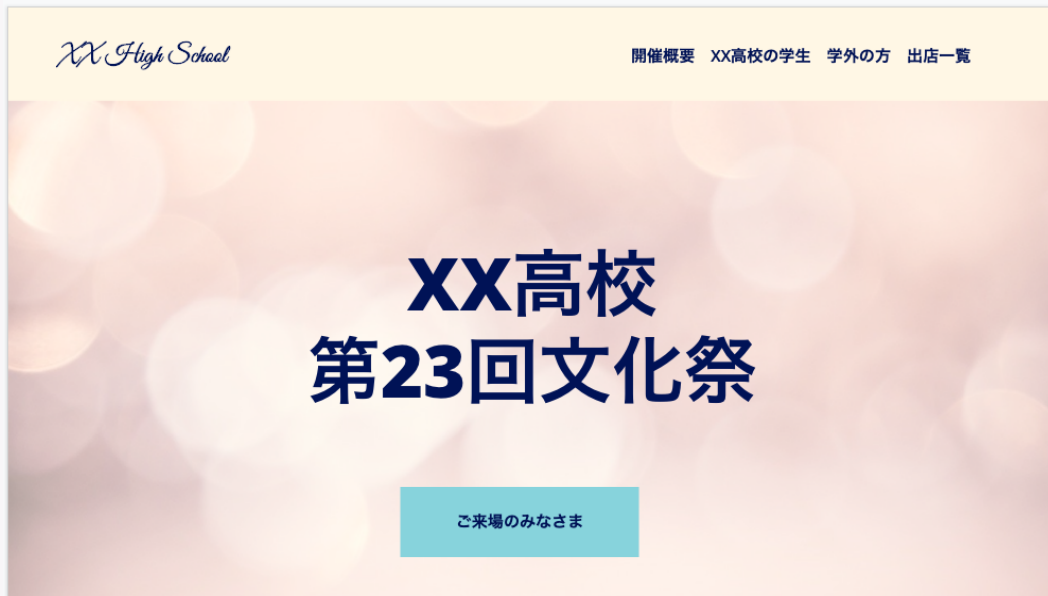 XX High School
開催概要 XX高校の学生 学外の方 出店一覧
XX高校
第23回文化祭
ご来場のみなさま